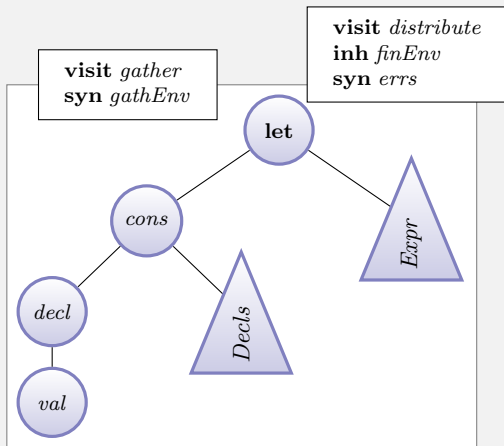 visit distribute
inh finEnv
syn errs
visit gather
syn gathEnv
let
cons
Expr
decl
Decls
val